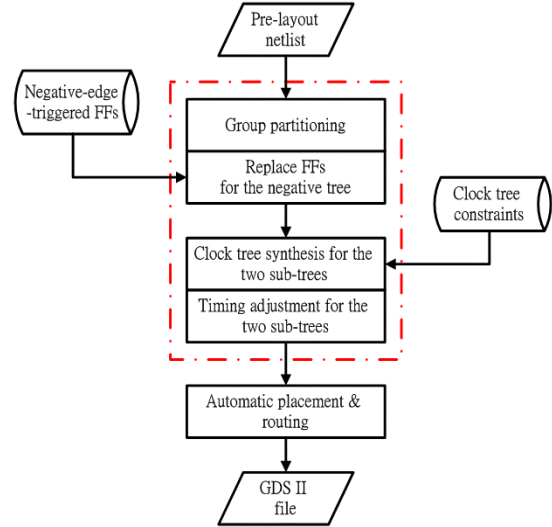 Pre-layout
netlist
Negative-edge
-triggered FFs
Group partitioning
Replace FFs
for the negative tree
Clock tree
constraints
Clock tree synthesis for the
two sub-trees
Timing adjustment for the
two sub-trees
Automatic placement &
routing
GDS II
file